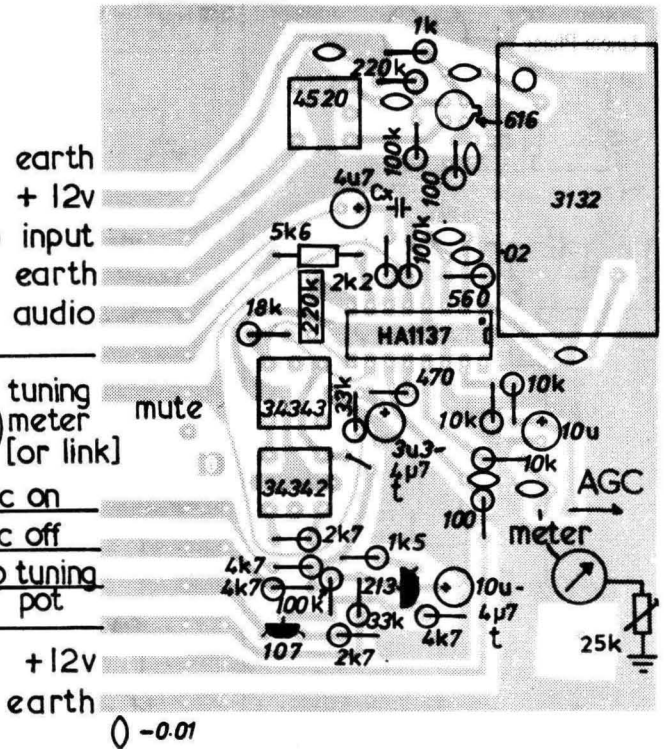 1k
220k
4520
616
100k
100
earth
+ 12v
input
earth
audio
4u7
Cx
3132
5k6
100k
2k2
02
560
18k
220k
HA1137
tuning
meter
[or link]
mute
34343
33k
470
10k
10k
10u
3u3-
4µ7
t
34342
10k
AGC
100
meter
c on
c off
o tuning
pot
2k7
1k5
4k7
4k7
100k
213
10u-
4µ7
t
33k
4k7
107
2k7
25k
+12v
earth
-0.01